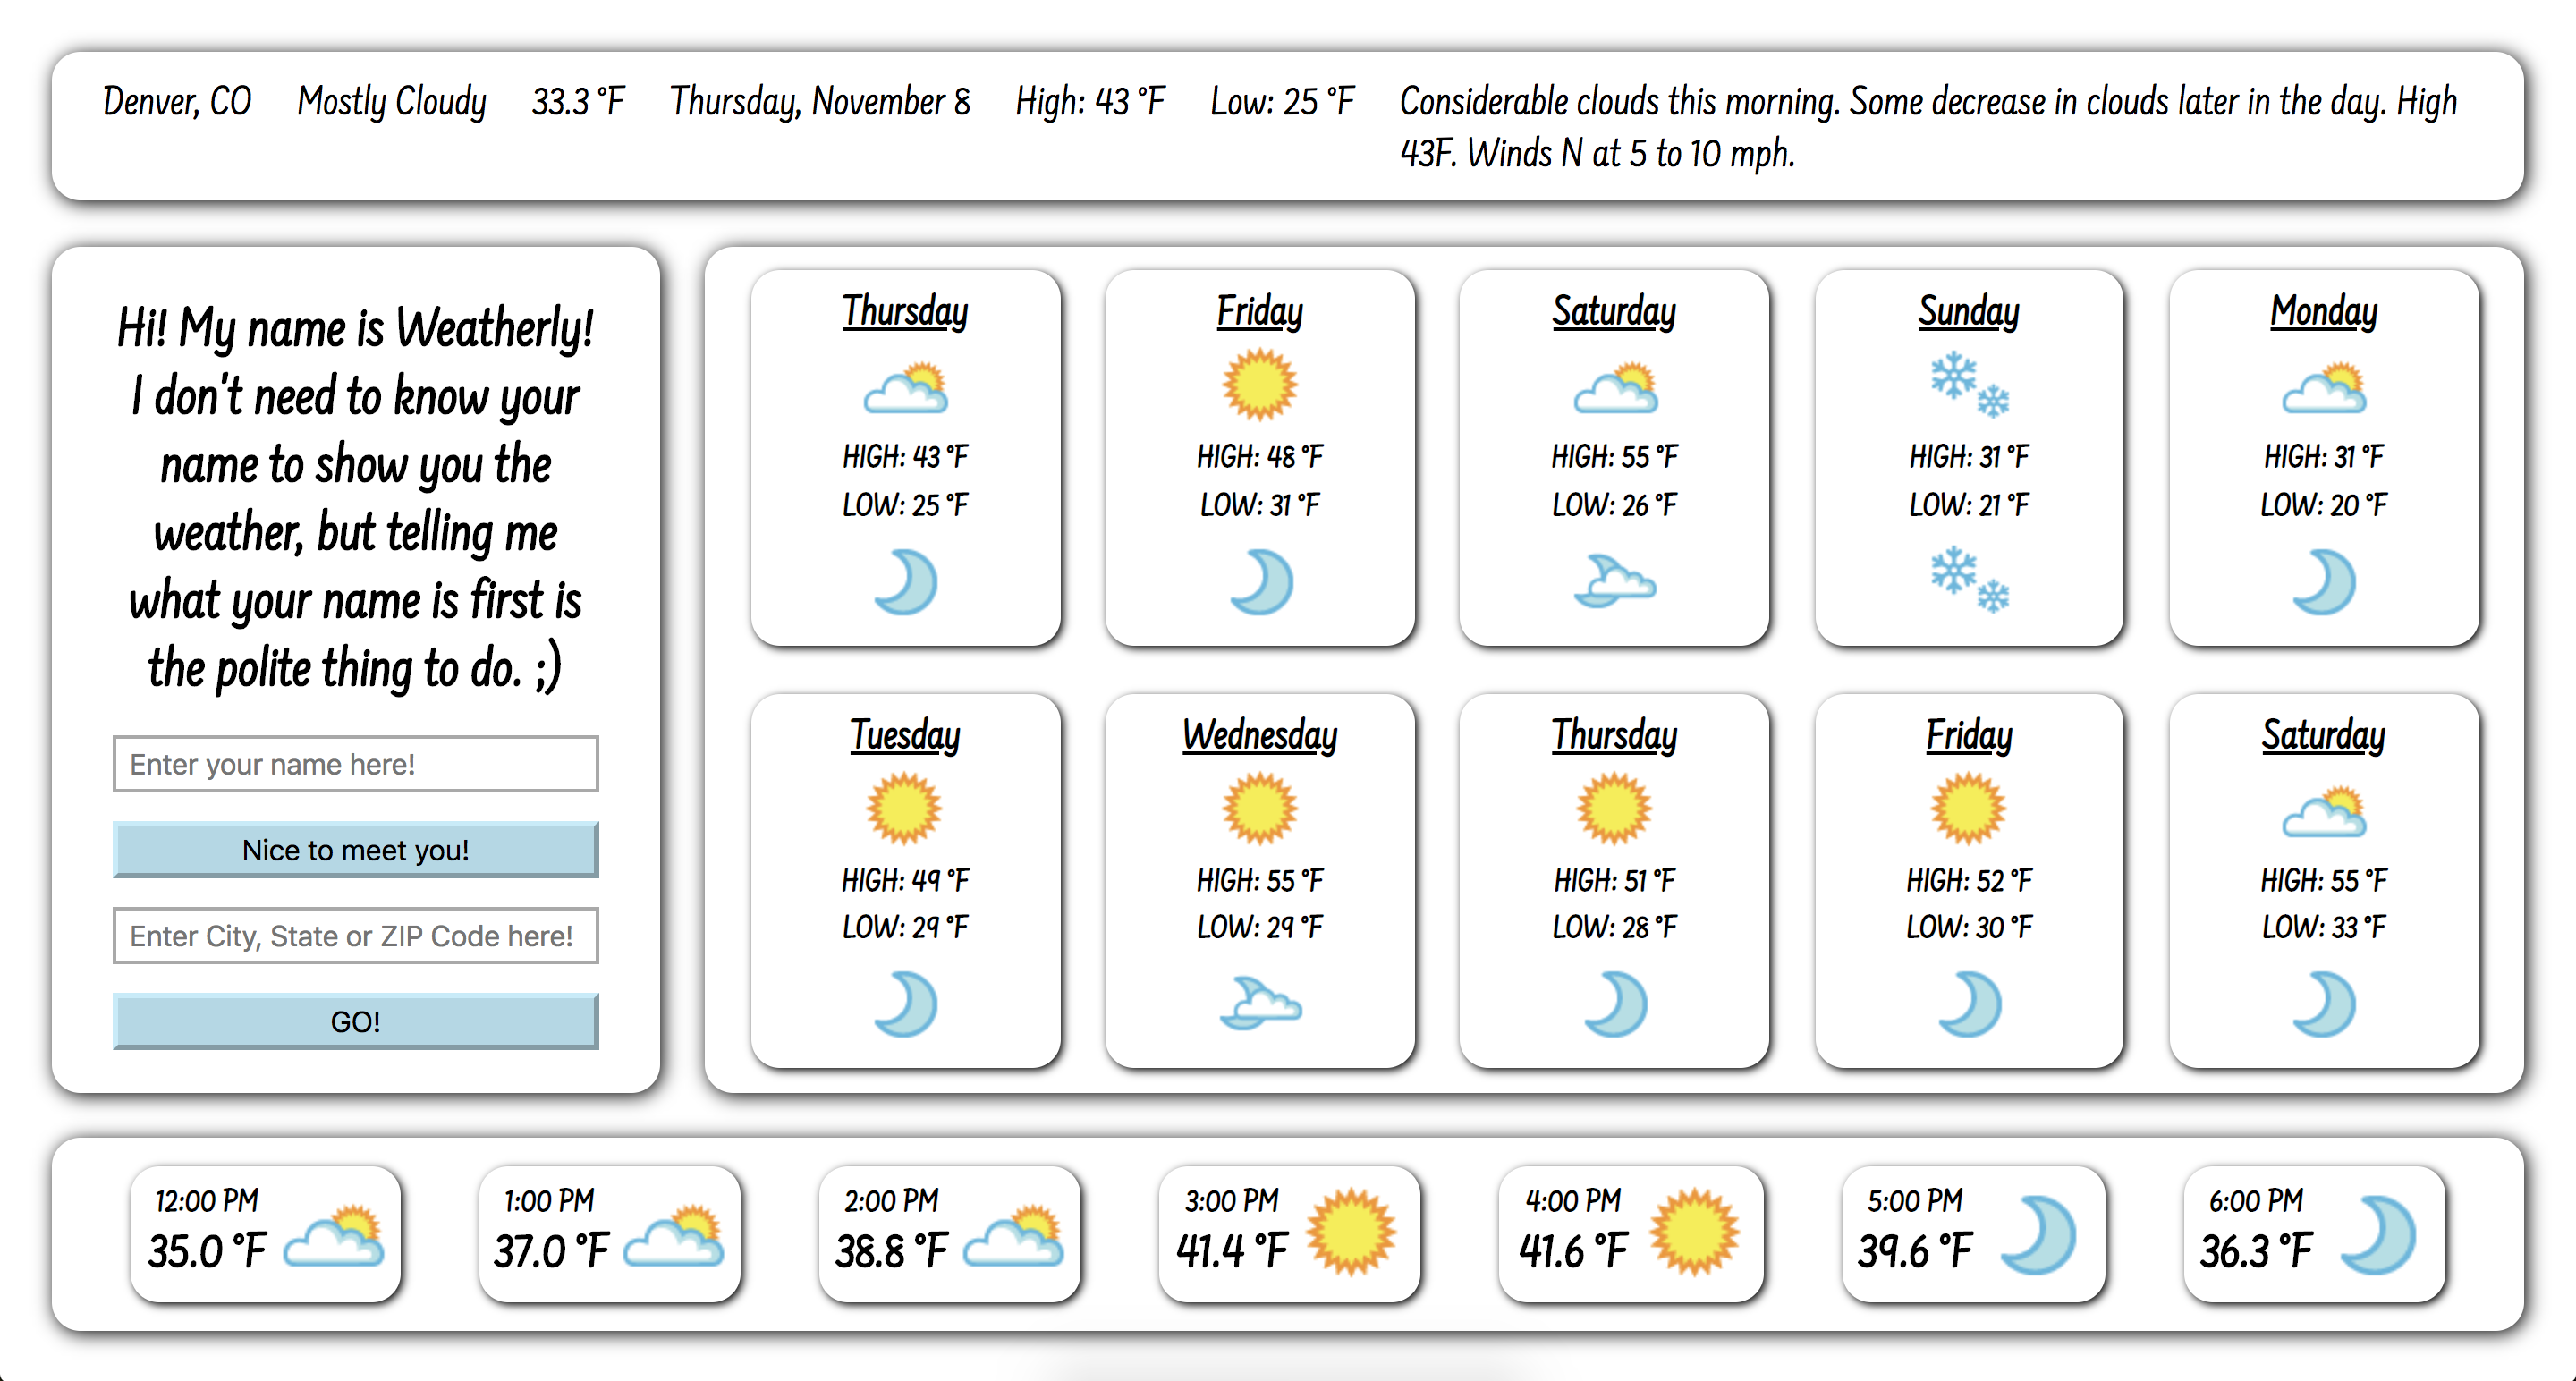 Denver, CO Mostly Cloudy 33.3 °F Thursday, November 8 High: 43 °F Low: 25 °F Considerable clouds this morning. Some decrease in clouds later in the day. High
43F. Winds N at 5 to 10 mph.
Hi! My name is Weatherly!
I don't need to know your
name to show you the
weather, but telling me
what your name is first is
the polite thing to do. ;)
Enter your name here!
Nice to meet you!
Enter City, State or ZIP Code here!
GO!
Thursday
HIGH: 43 °F
LOW: 25 °F
Friday
HIGH: 48 °F
LOW: 31 °F
Saturday
HIGH: 55 °F
LOW: 26 °F
Sunday
HIGH: 31 °F
LOW: 21 °F
Monday
HIGH: 31 °F
LOW: 20 °F
Tuesday
HIGH: 49 °F
LOW: 29 °F
Wednesday
HIGH: 55 °F
LOW: 29 °F
Thursday
HIGH: 51 °F
LOW: 28 °F
Friday
HIGH: 52 °F
LOW: 30 °F
Saturday
HIGH: 55 °F
LOW: 33 °F
12:00 PM
35.0 °F
1:00 PM
37.0 °F
2:00 PM
38.8 °F
3:00 PM
41.4 °F
4:00 PM
41.6 °F
5:00 PM
39.6 °F
6:00 PM
36.3 °F